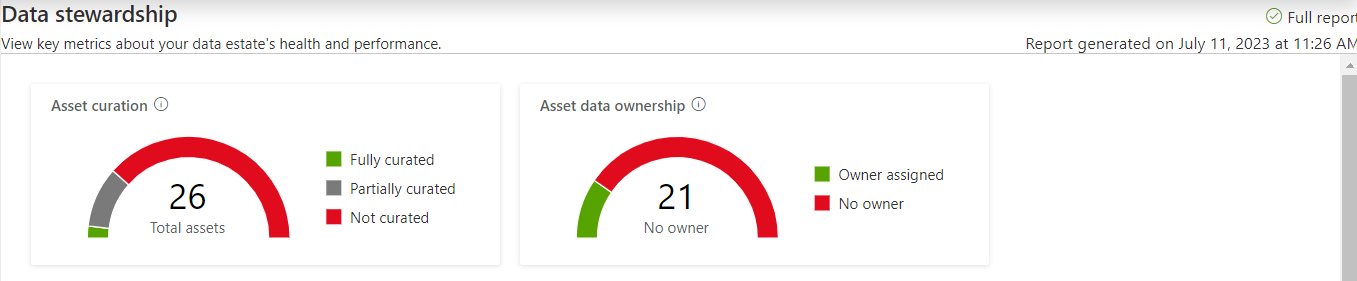 Data stewardship
Full report
View key metrics about your data estate's health and performance.
Report generated on July 11, 2023 at 11:26 AM
Asset curation
26
Total assets
Fully curated
Partially curated
Not curated
Asset data ownership
21
No owner
Owner assigned
No owner